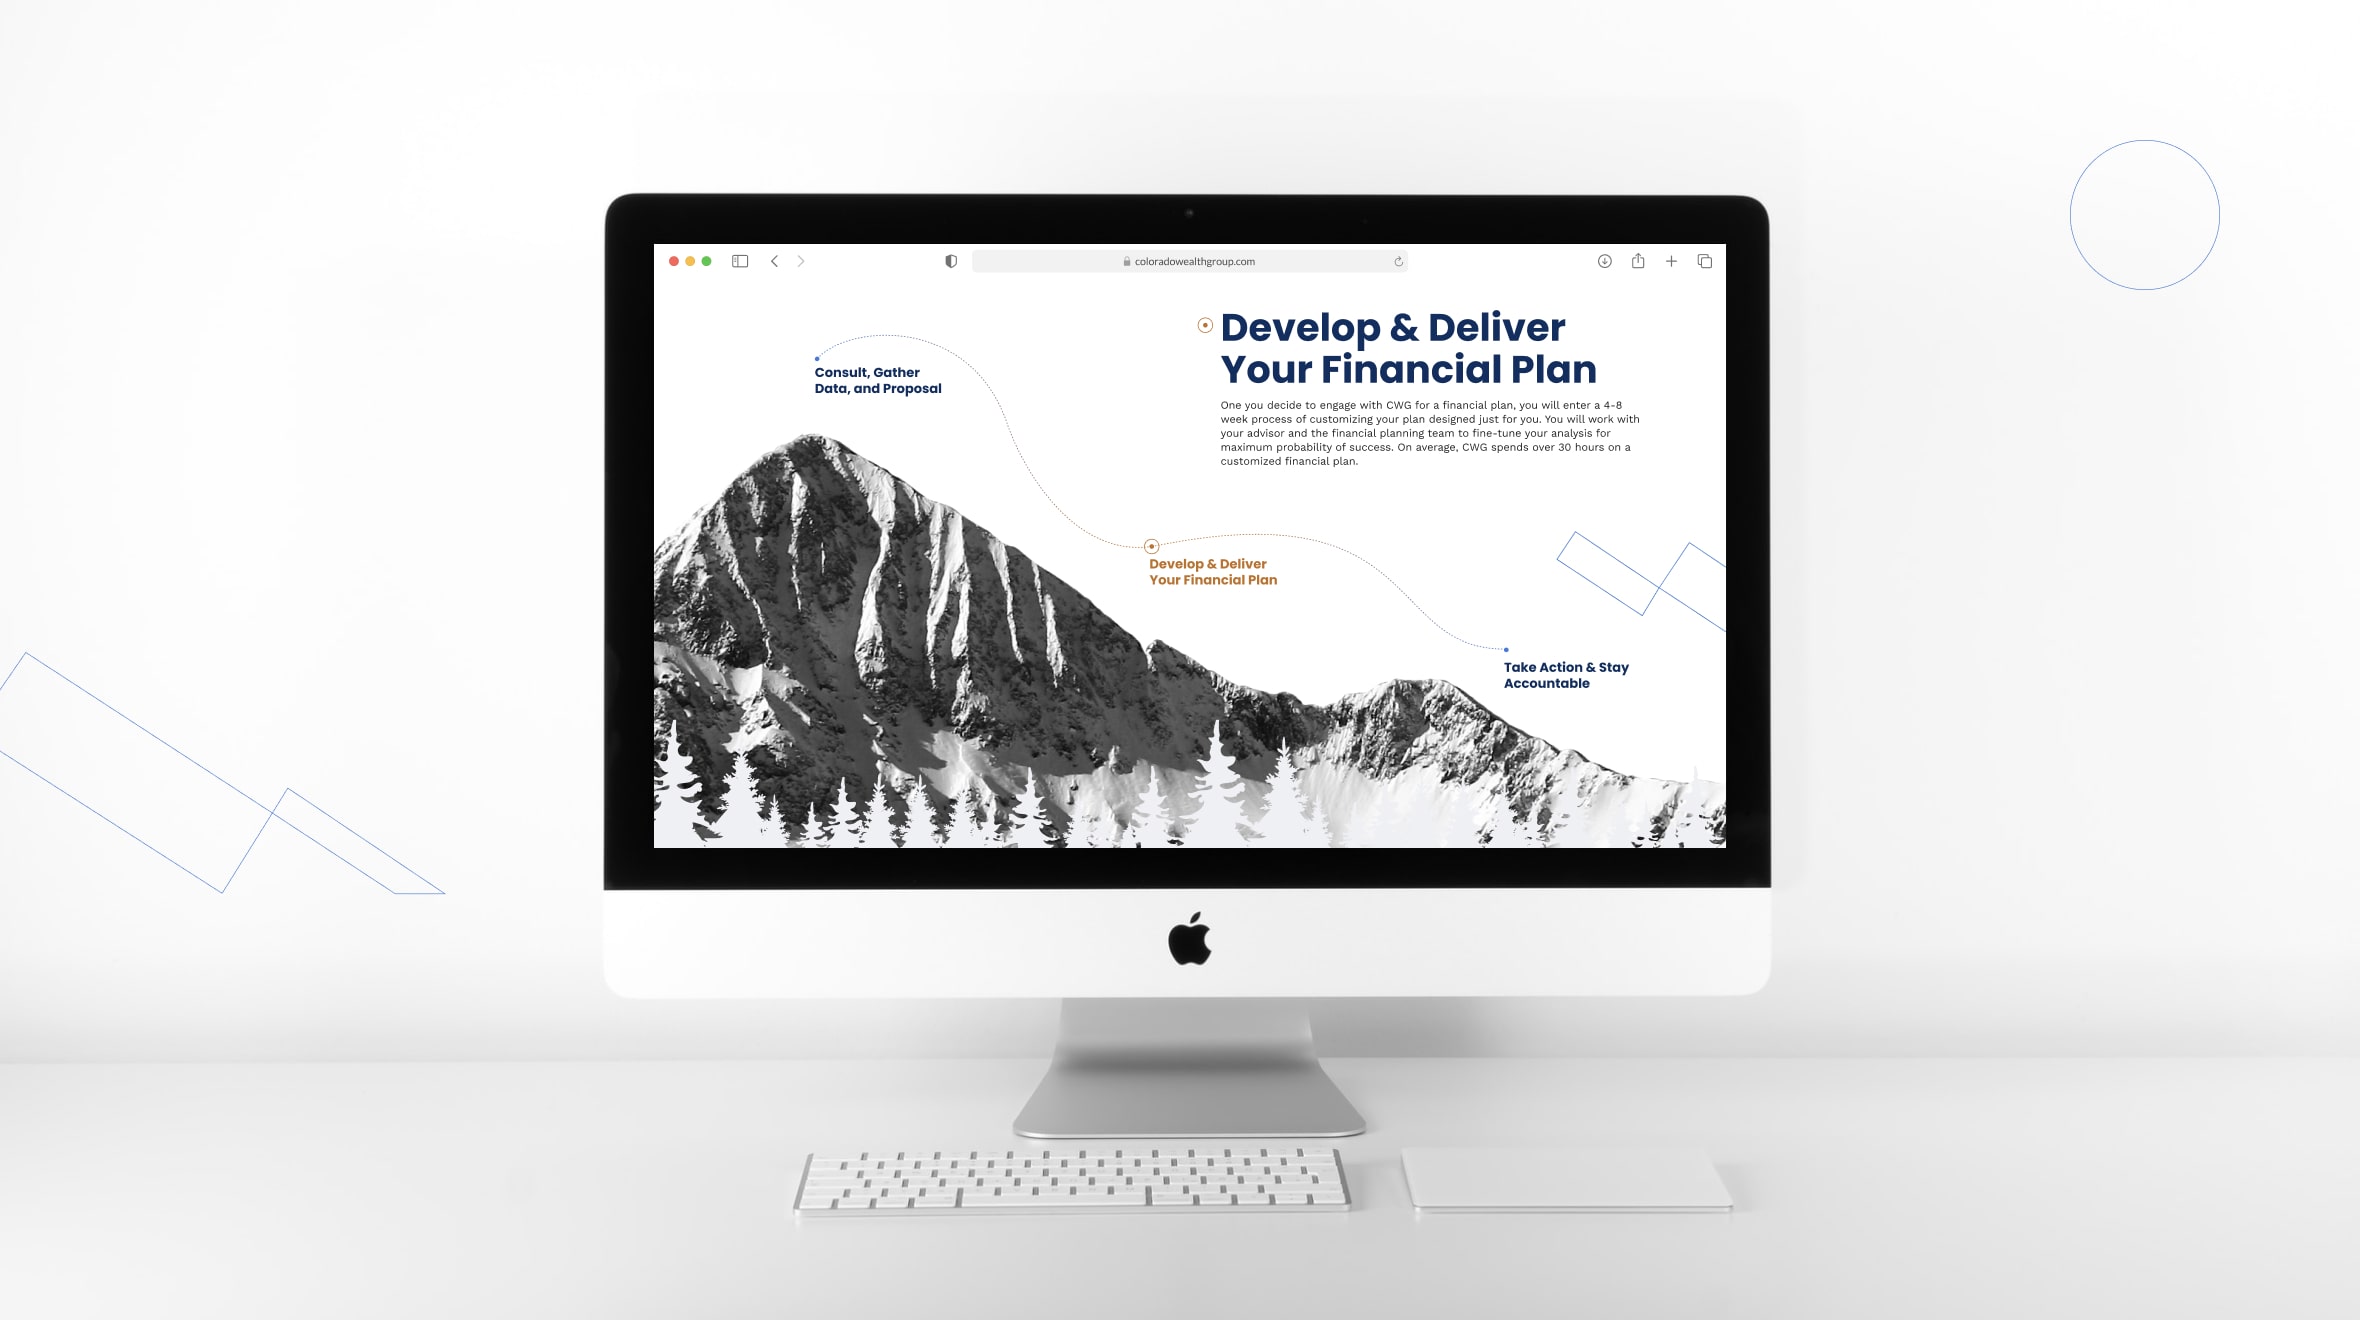 coloradowealthgroup.com
Develop & Deliver
Your Financial Plan
One you decide to engage with CWG for a financial plan, you will enter a 4-8
week process of customizing your plan designed just for you. You will work with
your advisor and the financial planning team to fine-tune your analysis for
maximum probability of success. On average, CWG spends over 30 hours on a
customized financial plan.
Consult, Gather
Data, and Proposal
Develop & Deliver
Your Financial Plan
Take Action & Stay
Accountable